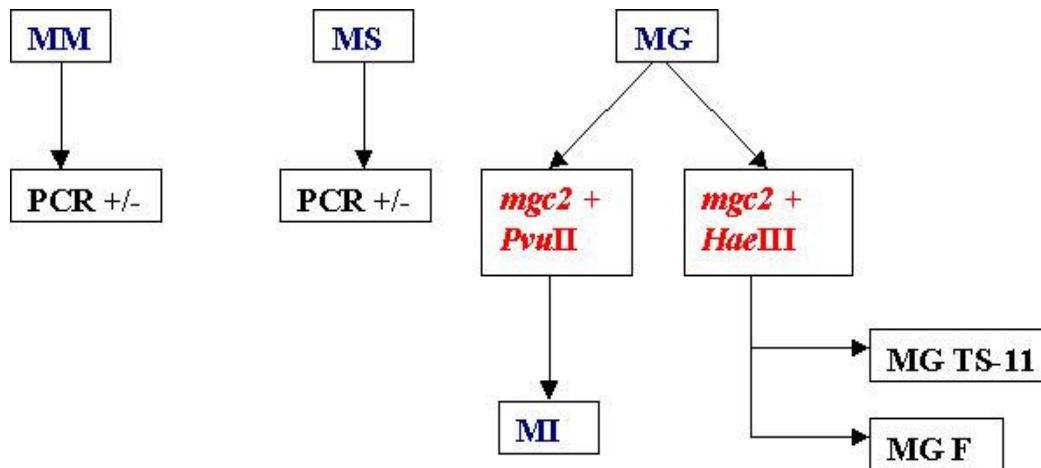 MM
MS
MG
PCR +/-
PCR +/-
mgc2 +
PvuII
mgc2 +
HaeIII
MG TS-11
MI
MG F